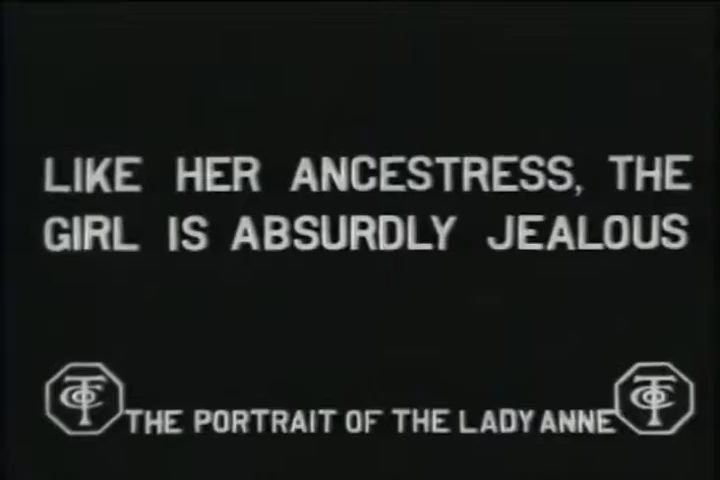 LIKE HER ANCESTRESS, THE
GIRL IS ABSURDLY JEALOUS
THE PORTRAIT OF THE LADY ANNE